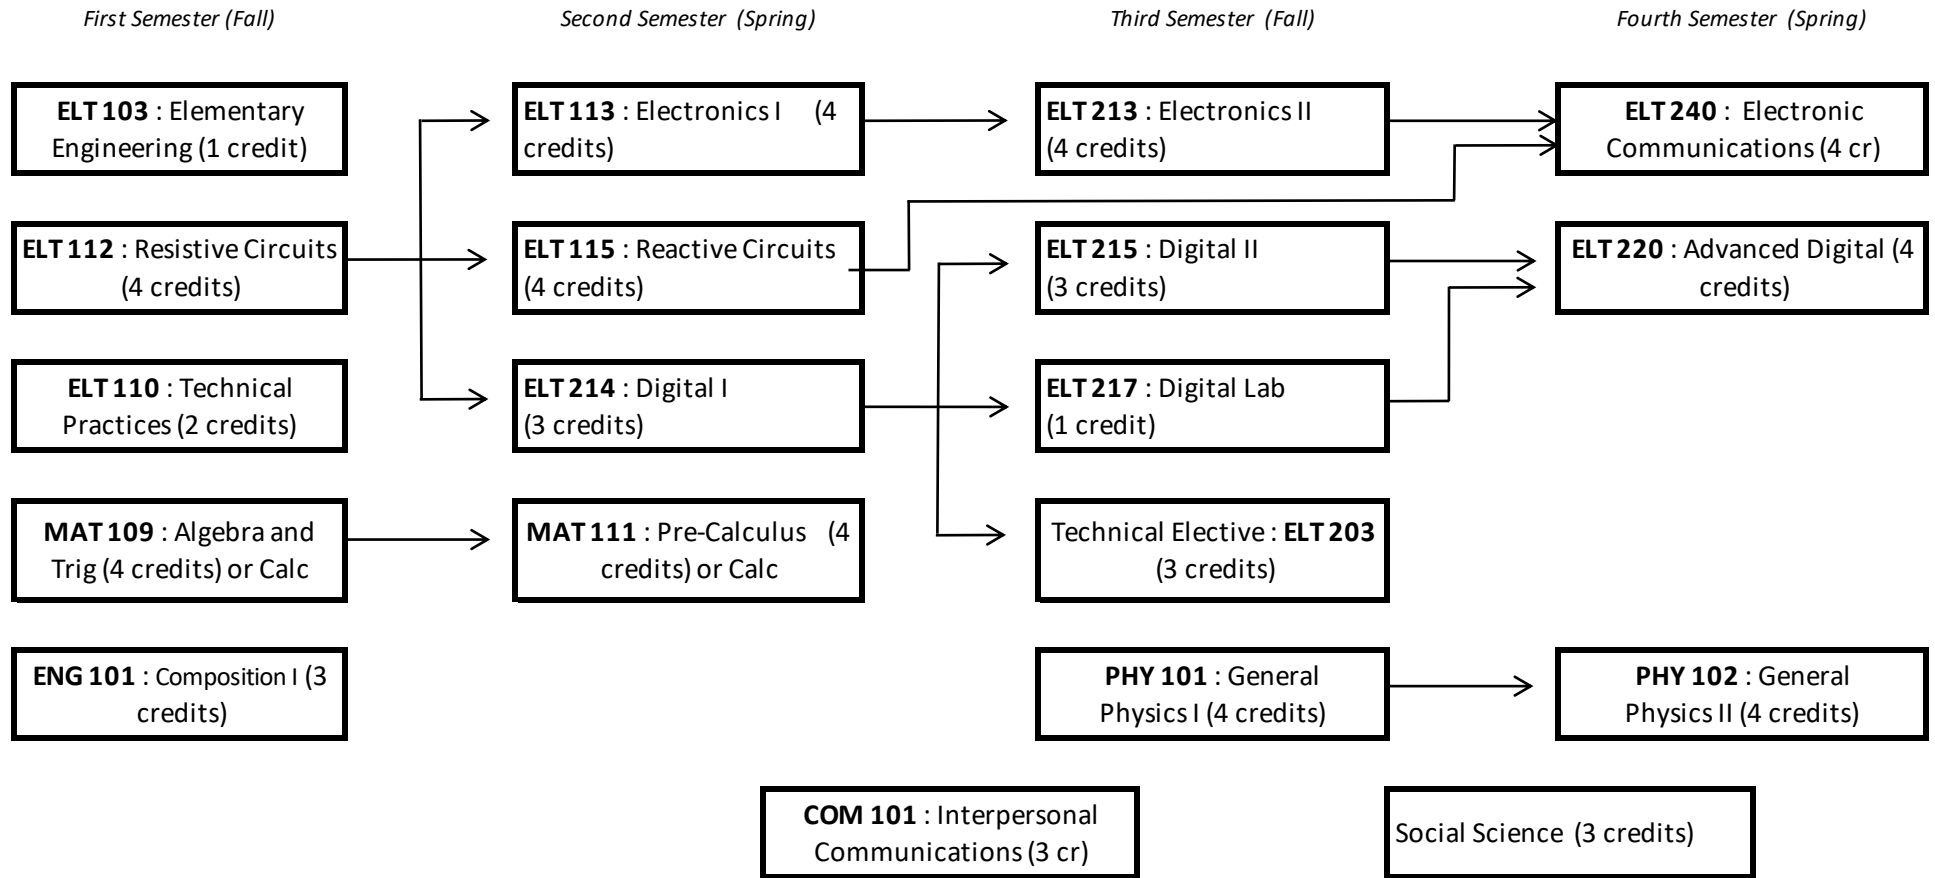 First Semester (Fall)
Second Semester (Spring)
Third Semester (Fall)
Fourth Semester (Spring)
ELT 103 : Elementary
Engineering (1 credit)
ELT 113 : Electronics I (4
credits)
ELT 213 : Electronics II
(4 credits)
ELT 240 : Electronic
Communications (4 cr)
ELT 112 : Resistive Circuits
(4 credits)
ELT 115 : Reactive Circuits
(4 credits)
ELT 215 : Digital II
(3 credits)
ELT 220 : Advanced Digital (4
credits)
ELT 110 : Technical
Practices (2 credits)
ELT 214 : Digital I
(3 credits)
ELT 217 : Digital Lab
(1 credit)
MAT 109 : Algebra and
Trig (4 credits) or Calc
MAT 111 : Pre-Calculus (4
credits) or Calc
Technical Elective : ELT 203
(3 credits)
ENG 101 : Composition I (3
credits)
PHY 101 : General
Physics I (4 credits)
PHY 102 : General
Physics II (4 credits)
COM 101 : Interpersonal
Communications (3 cr)
Social Science (3 credits)